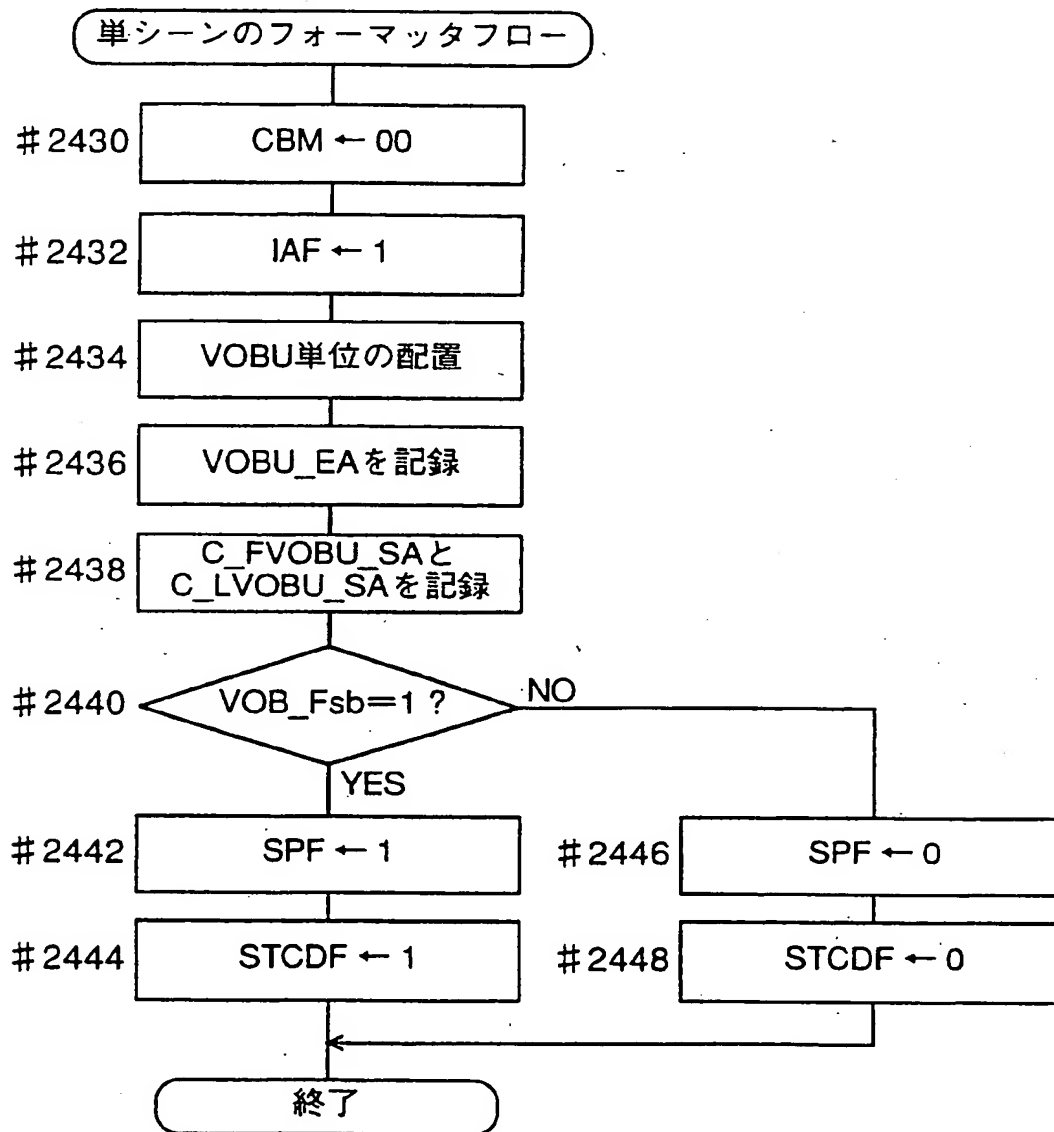 単シーンのフォーマッタフロー
#2430
CBM ← 00
#2432
IAF ← 1
#2434
VOBU単位の配置
#2436
VOBU_EAを記録
#2438
C_FVOBU_SAと
C_LVOBU_SAを記録
#2440
VOB_Fsb=1 ?
NO
YES
#2442
SPF ← 1
#2446
SPF ← 0
#2444
STCDF ← 1
#2448
STCDF ← 0
終了